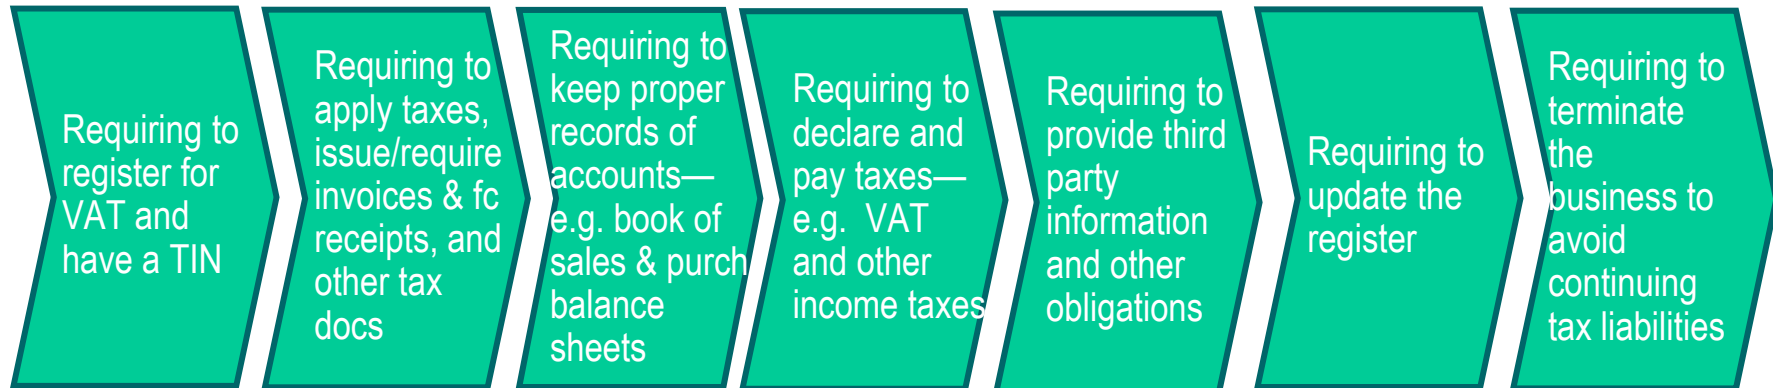 Requiring to
register for
VAT and
have a TIN
Requiring to
apply taxes,
issue/require
invoices & fc
receipts, and
other tax
docs
Requiring to
keep proper
records of
accounts—
e.g. book of
sales & purch
balance
sheets
Requiring to
declare and
pay taxes—
e.g. VAT
and other
income taxes
Requiring to
provide third
party
information
and other
obligations
Requiring to
update the
register
Requiring to
terminate
the
business to
avoid
continuing
tax liabilities